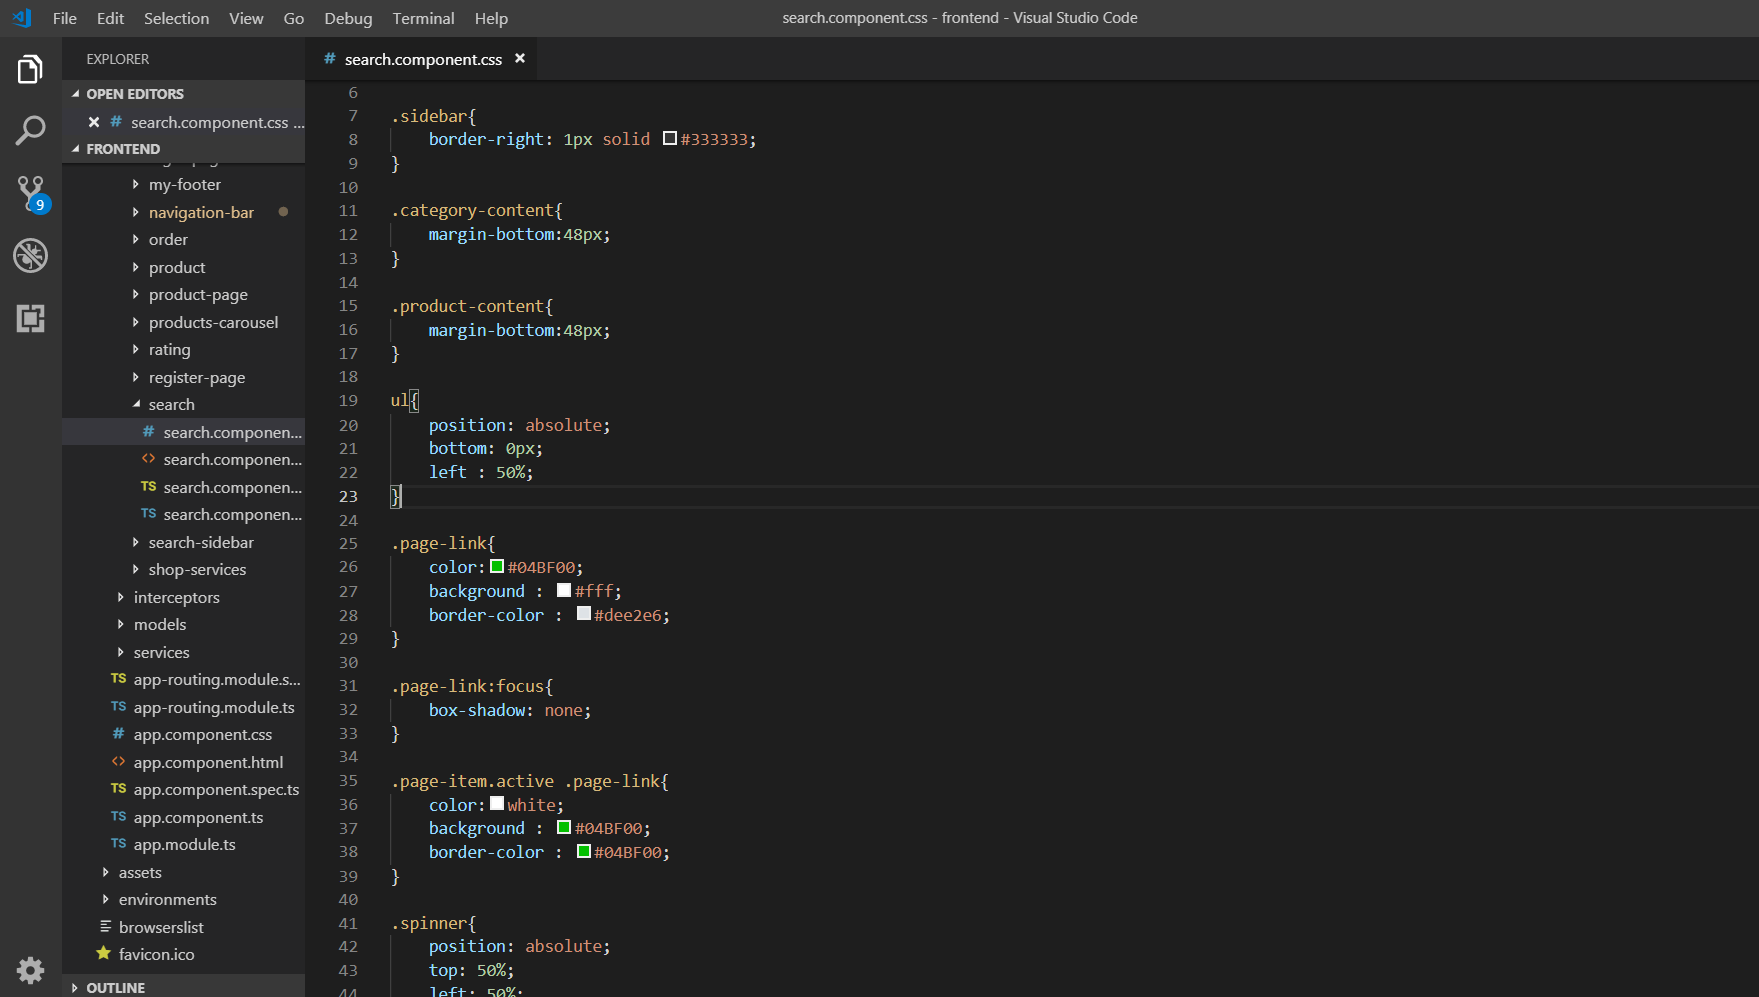 File Edit Selection View Go Debug Terminal Help
search.component.css - frontend - Visual Studio Code
EXPLORER
OPEN EDITORS
search.component.css ...
FRONTEND
my-footer
navigation-bar
order
product
product-page
products-carousel
rating
register-page
search
search.componen...
search.componen...
TS search.componen...
TS search.componen...
search-sidebar
shop-services
interceptors
models
services
TS app-routing.module.s...
TS app-routing.module.ts
# app.component.css
<> app.component.html
TS app.component.spec.ts
TS app.component.ts
TS app.module.ts
assets
environments
browserslist
favicon.ico
OUTLINE
9
# search.component.css
6
7 .sidebar{
8 border-right: 1px solid #333333;
9 }
10
11 .category-content{
12 margin-bottom:48px;
13 }
14
15 .product-content{
16 margin-bottom:48px;
17 }
18
19 ul{
20 position: absolute;
21 bottom: 0px;
22 left : 50%;
23 }
24
25 .page-link{
26 color:#04BF00;
27 background : #fff;
28 border-color : #dee2e6;
29 }
30
31 .page-link:focus{
32 box-shadow: none;
33 }
34
35 .page-item.active .page-link{
36 color:white;
37 background : #04BF00;
38 border-color : #04BF00;
39 }
40
41 .spinner{
42 position: absolute;
43 top: 50%;
44 left: 50%;